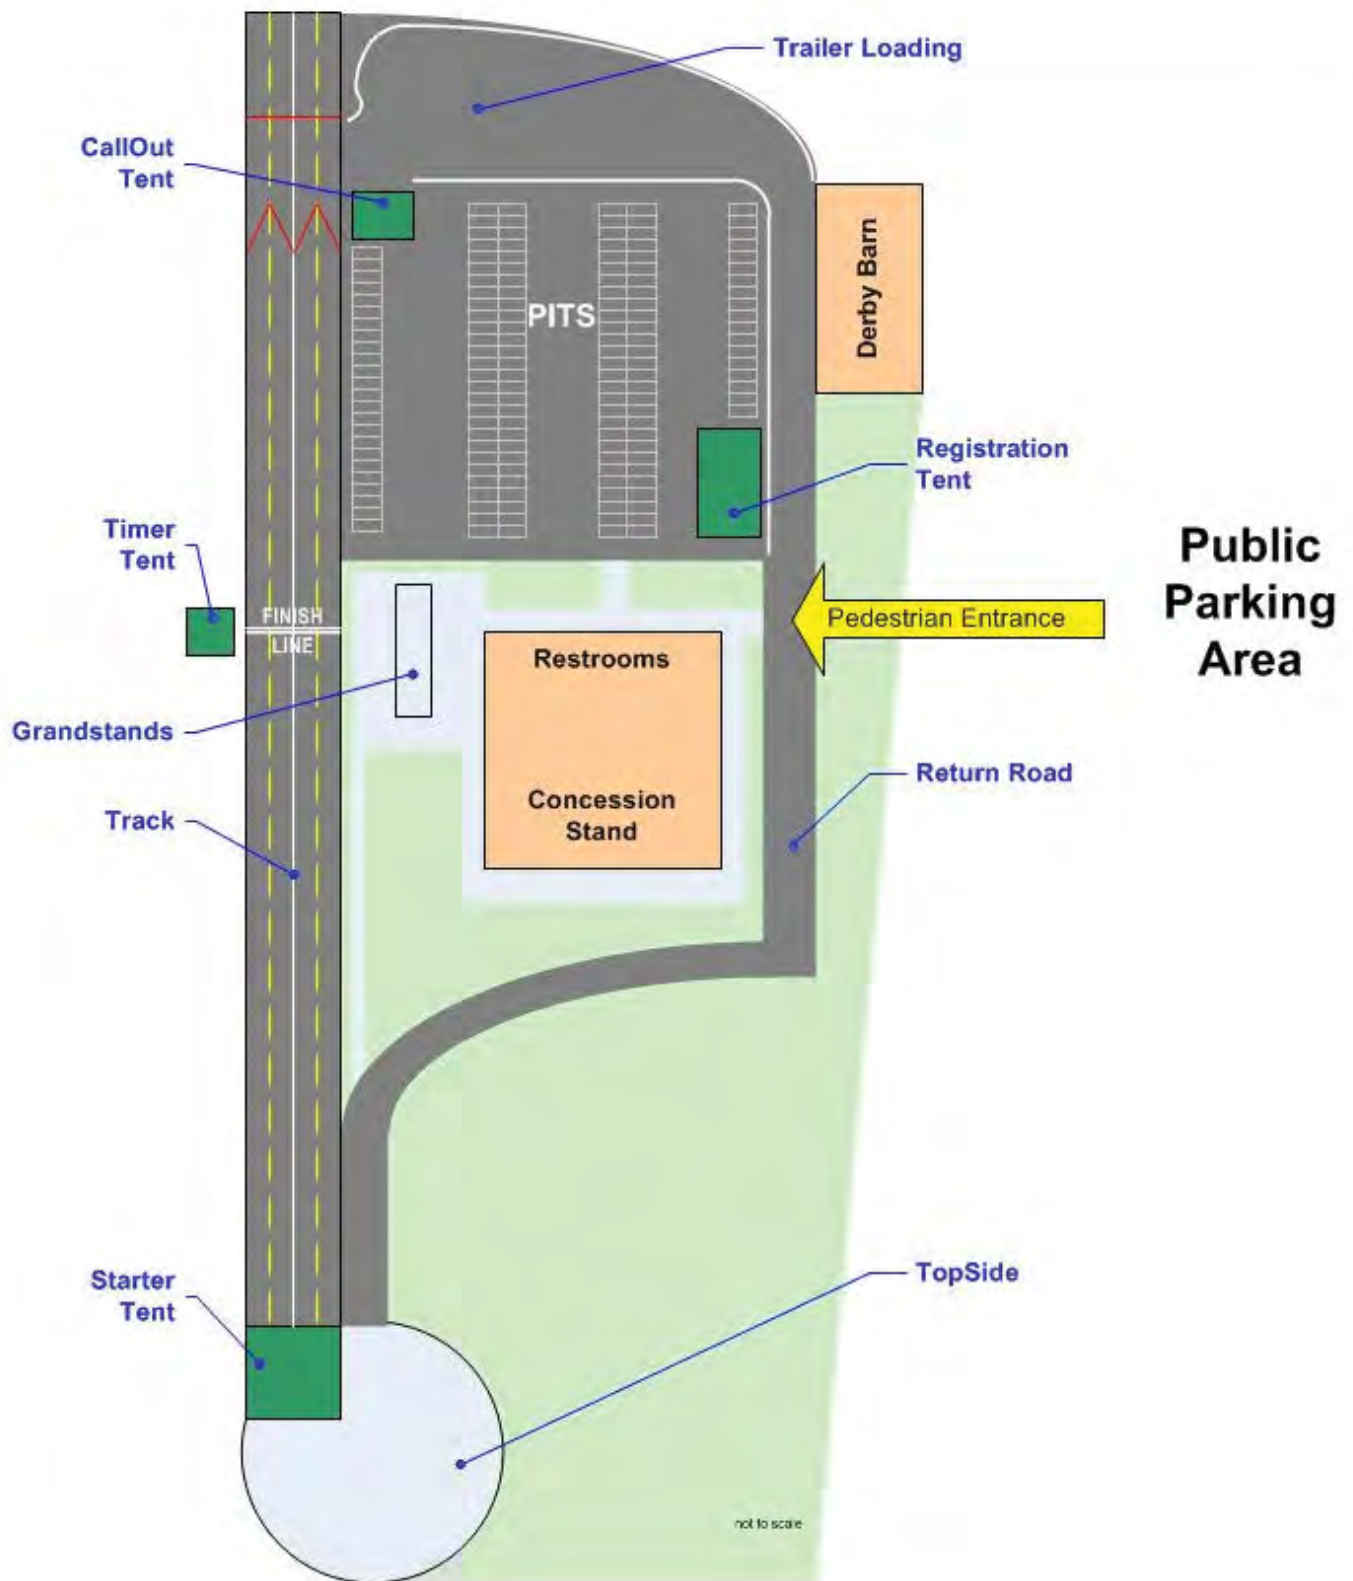 Trailer Loading
CallOut
Tent
Derby Barn
PITS
Registration
Tent
Public
Parking
Area
Timer
Tent
FINISH
LINE
Pedestrian Entrance
Restrooms
Grandstands
Return Road
Concession
Stand
Track
Starter
Tent
TopSide
not to scale